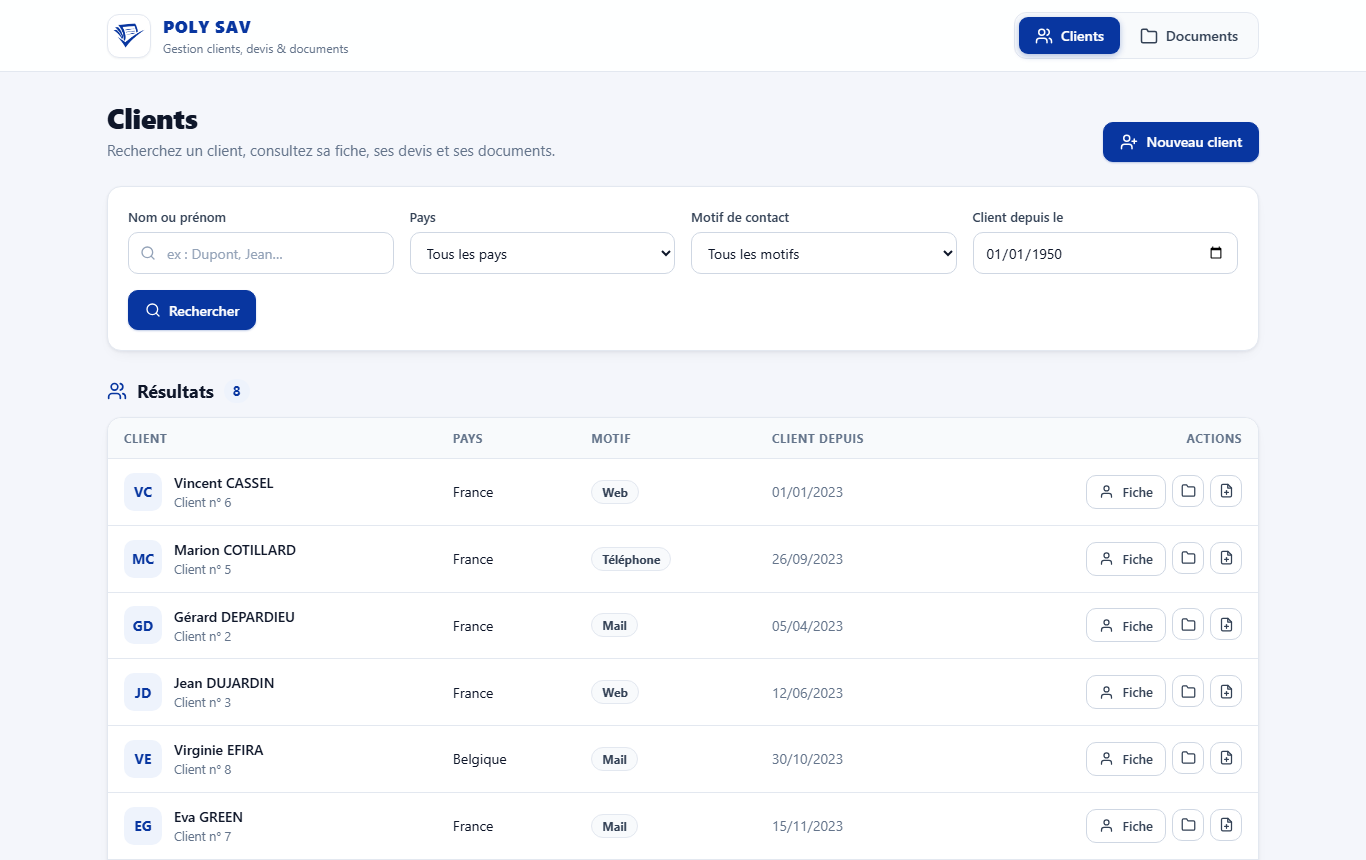 POLY SAV
Gestion clients, devis & documents
Clients
Documents
Clients
Recherchez un client, consultez sa fiche, ses devis et ses documents.
Nouveau client
Nom ou prénom
Pays
Motif de contact
Client depuis le
ex : Dupont, Jean...
Tous les pays
Tous les motifs
01/01/1950
Rechercher
Résultats 8
CLIENT PAYS MOTIF CLIENT DEPUIS ACTIONS
VC Vincent CASSEL France Web 01/01/2023 Fiche
Client n° 6
MC Marion COTILLARD France Téléphone 26/09/2023 Fiche
Client n° 5
GD Gérard DEPARDIEU France Mail 05/04/2023 Fiche
Client n° 2
JD Jean DUJARDIN France Web 12/06/2023 Fiche
Client n° 3
VE Virginie EFIRA Belgique Mail 30/10/2023 Fiche
Client n° 8
EG Eva GREEN France Mail 15/11/2023 Fiche
Client n° 7